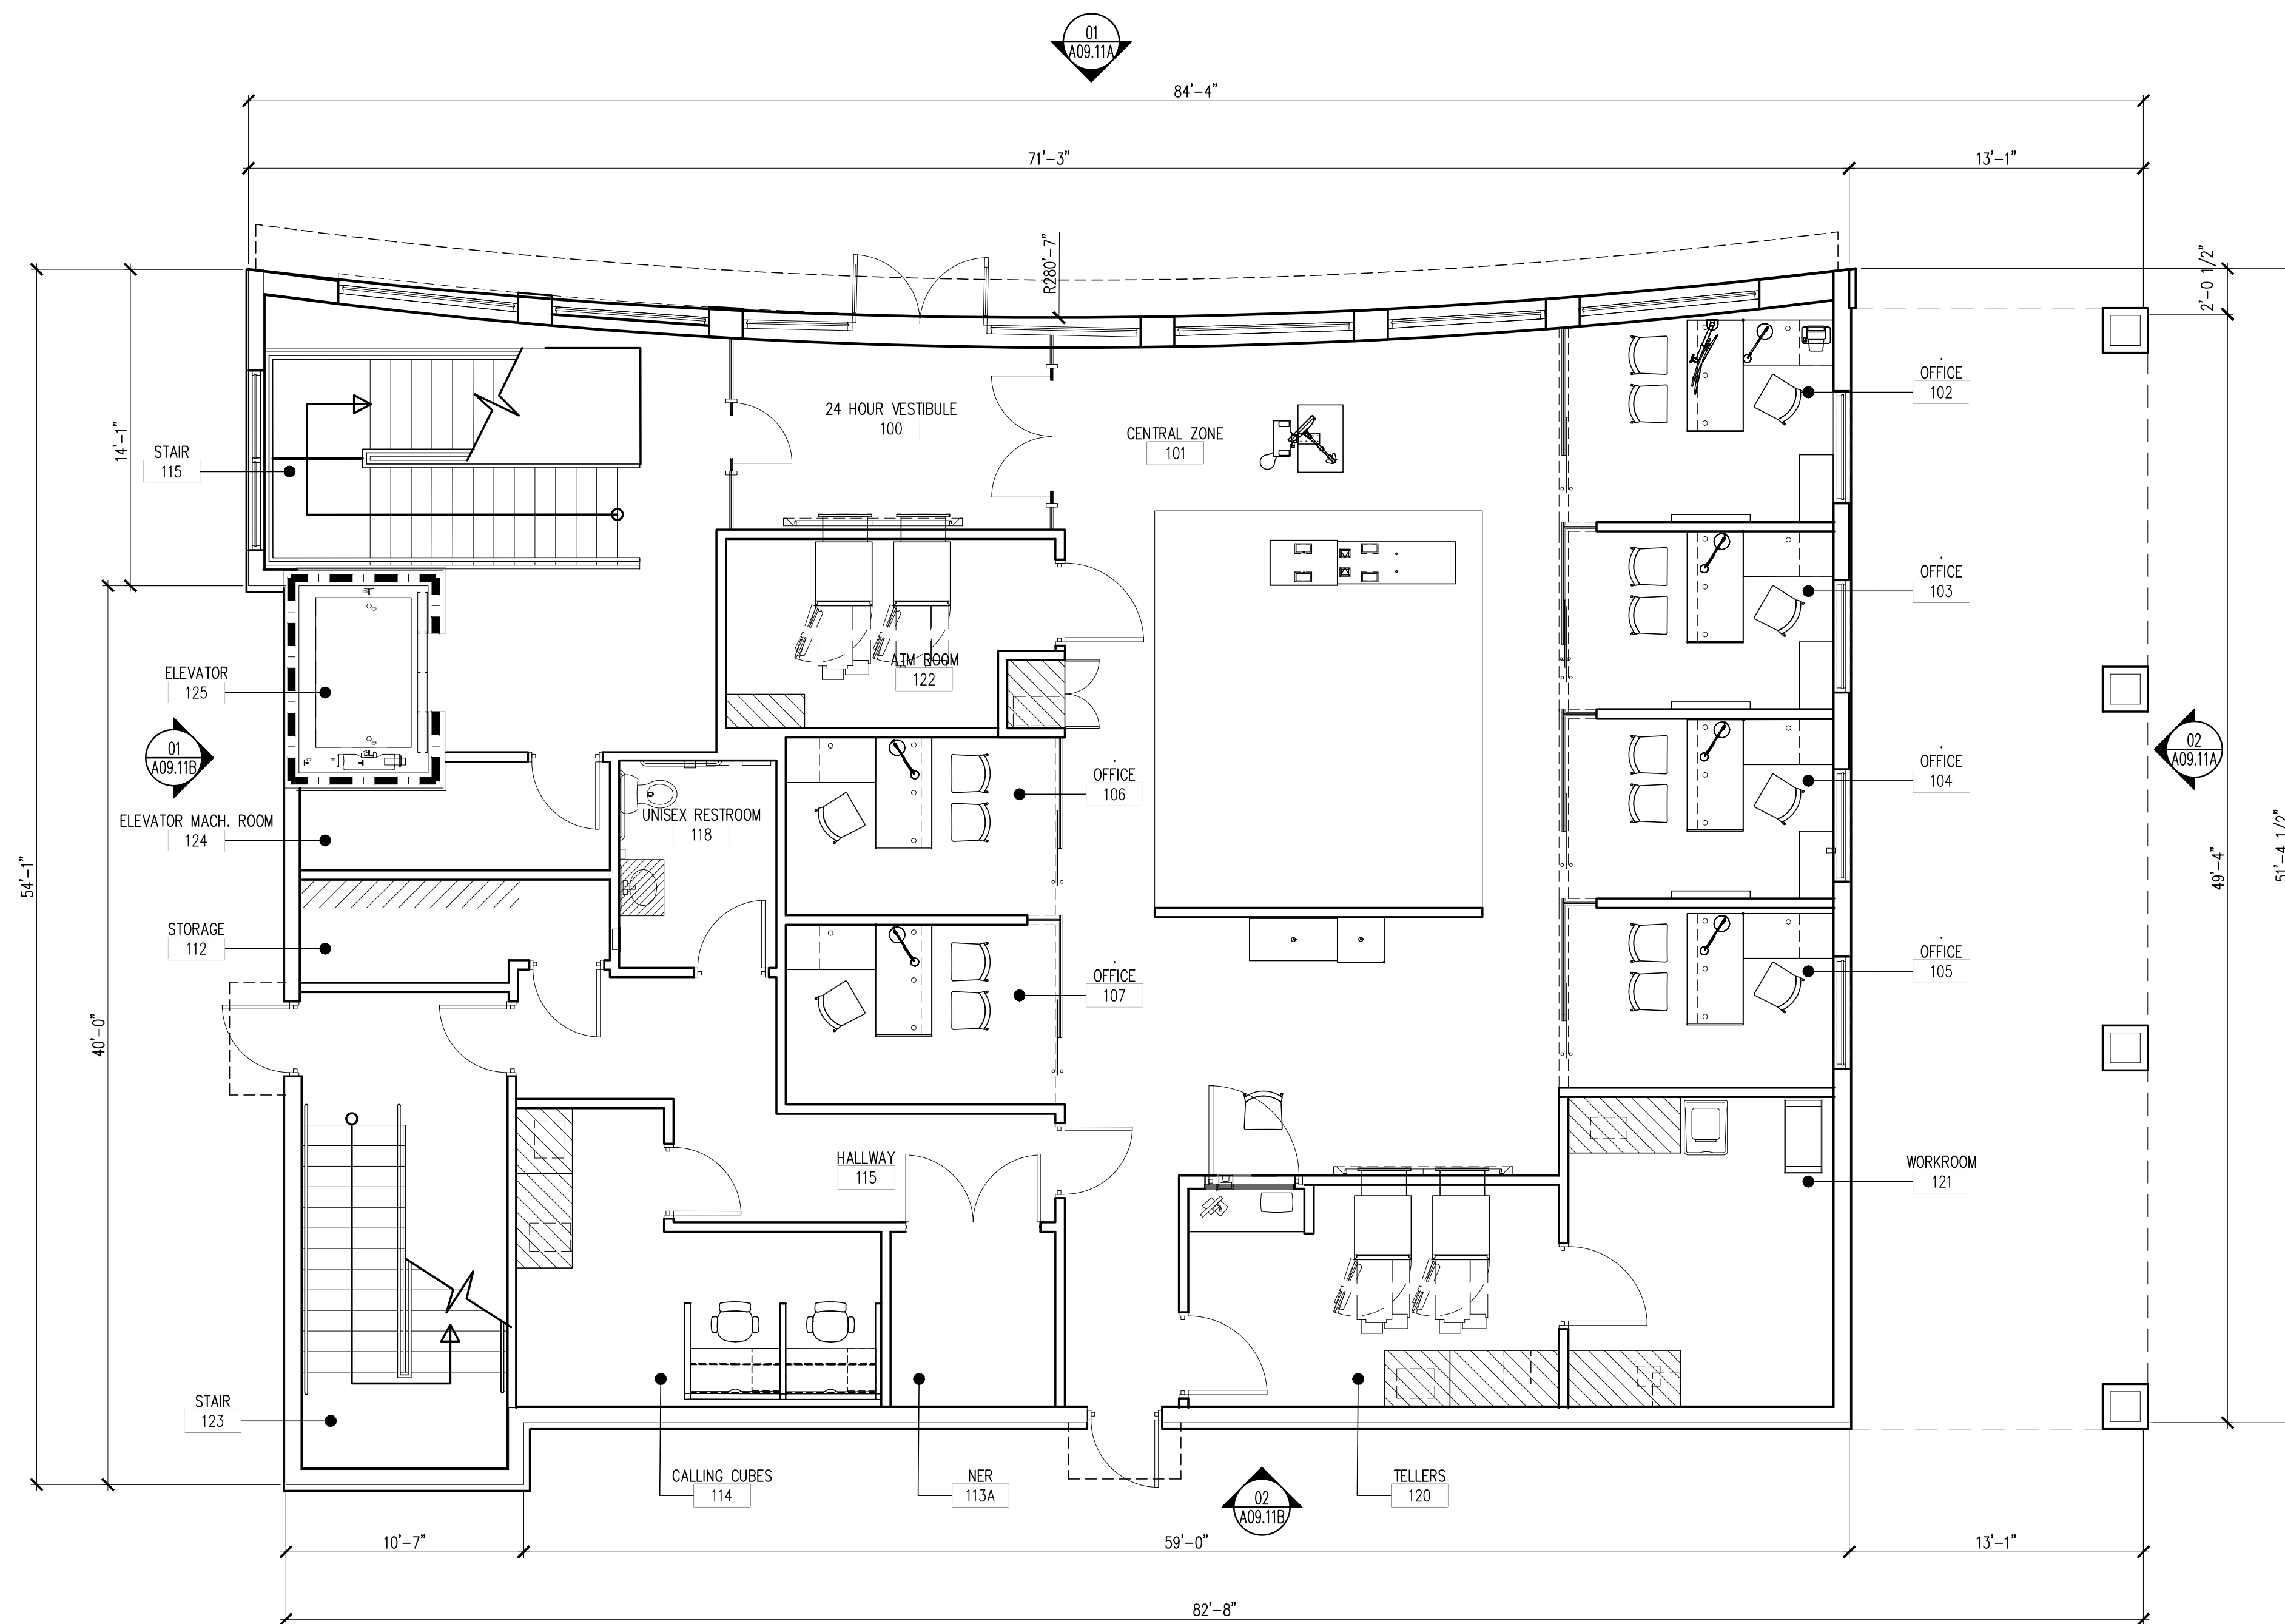 01
A09.11A
84'-4"
71'-3"
13'-1"
R280'-7"
2'-0 1/2"
14'-1"
STAIR
115
24 HOUR VESTIBULE
100
CENTRAL ZONE
101
OFFICE
102
OFFICE
103
ELEVATOR
125
ATM ROOM
122
01
A09.11B
OFFICE
106
OFFICE
104
02
A09.11A
UNISEX RESTROOM
118
ELEVATOR MACH. ROOM
124
54'-1"
49'-4"
51'-4 1/2"
STORAGE
112
OFFICE
107
OFFICE
105
40'-0"
HALLWAY
115
WORKROOM
121
STAIR
123
CALLING CUBES
114
NER
113A
02
A09.11B
TELLERS
120
10'-7"
59'-0"
13'-1"
82'-8"